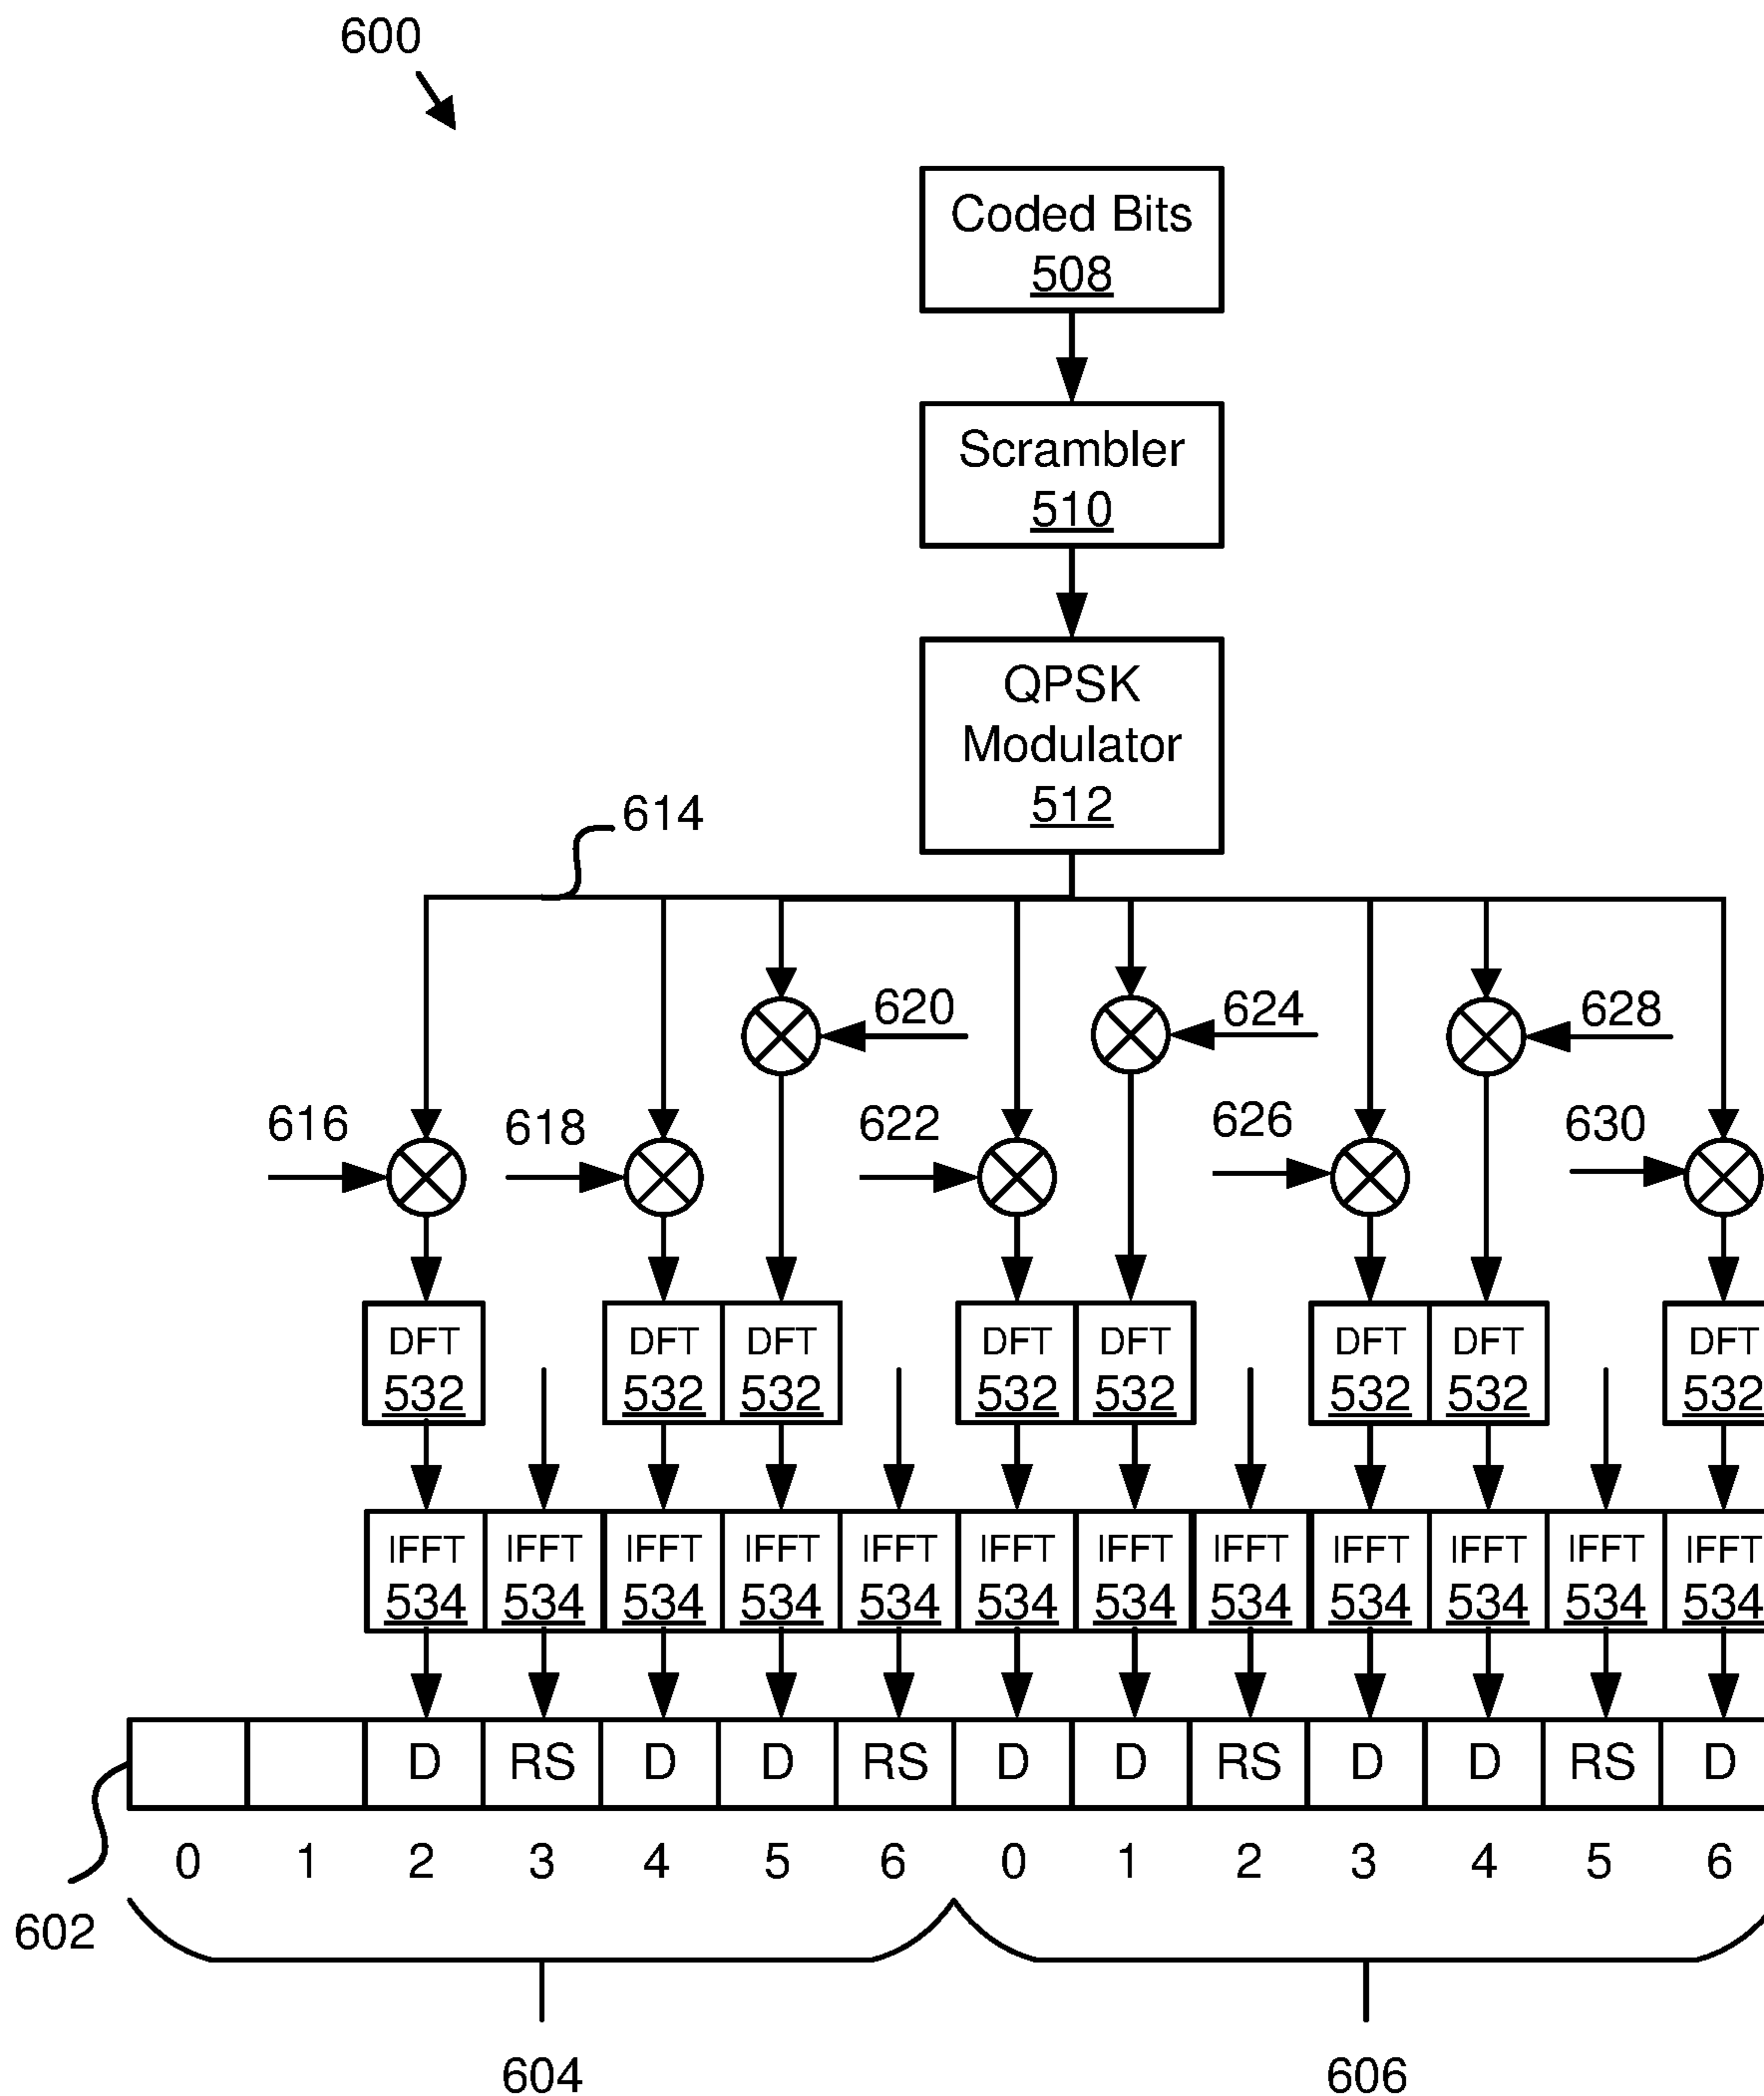 600
Coded Bits
508
Scrambler
510
QPSK
Modulator
512
614
620 624 628
616 618 622 626 630
DFT DFT DFT DFT DFT DFT DFT DFT
532 532 532 532 532 532 532 532
IFFT IFFT IFFT IFFT IFFT IFFT IFFT IFFT IFFT IFFT IFFT IFFT
534 534 534 534 534 534 534 534 534 534 534 534
D RS D D RS D D RS D D RS D
0 1 2 3 4 5 6 0 1 2 3 4 5 6
602
604 606